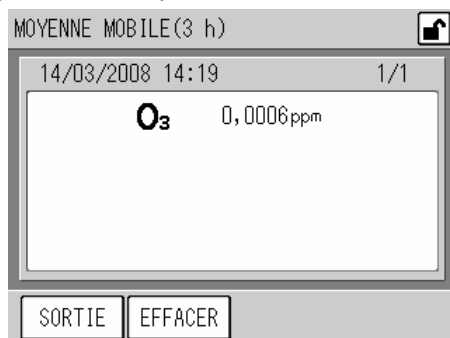 MOYENNE MOBILE(3 h)
14/03/2008 14:19 1/1
O₃ 0,0006ppm
SORTIE EFFACER